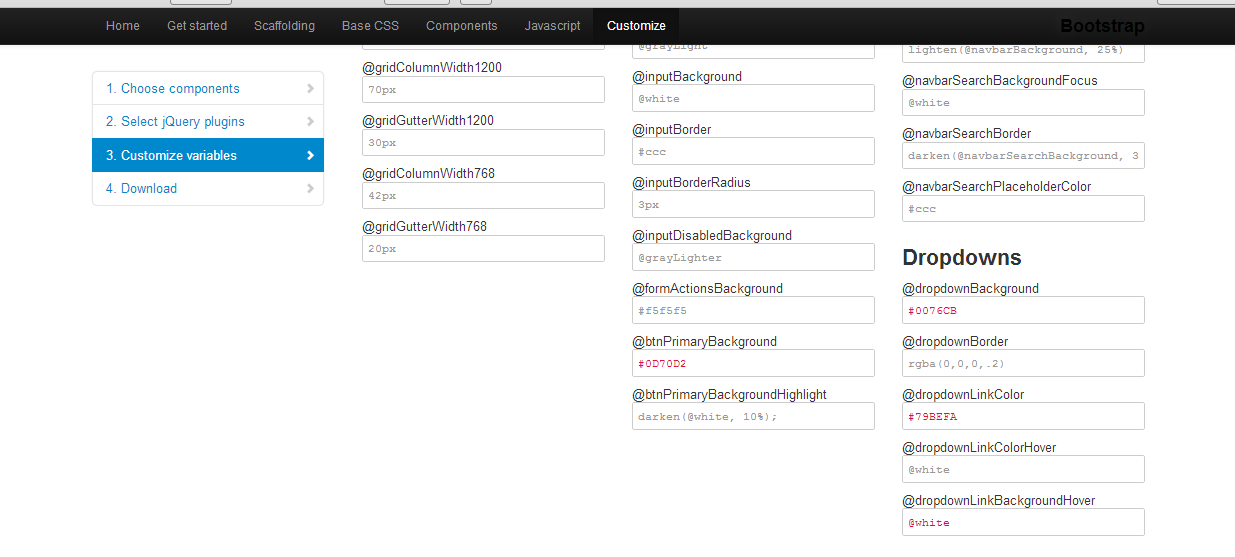 Home Get started Scaffolding Base CSS Components Javascript Customize Bootstrap
1. Choose components
2. Select jQuery plugins
3. Customize variables
4. Download
@gridColumnWidth1200
70px
@gridGutterWidth1200
30px
@gridColumnWidth768
42px
@gridGutterWidth768
20px
@grayLight
@inputBackground
@white
@inputBorder
#ccc
@inputBorderRadius
3px
@inputDisabledBackground
@grayLighter
@formActionsBackground
#f5f5f5
@btnPrimaryBackground
#0D70D2
@btnPrimaryBackgroundHighlight
darken(@white, 10%);
lighten(@navbarBackground, 25%)
@navbarSearchBackgroundFocus
@white
@navbarSearchBorder
darken(@navbarSearchBackground, 3
@navbarSearchPlaceholderColor
#ccc
Dropdowns
@dropdownBackground
#0076CB
@dropdownBorder
rgba(0,0,0,.2)
@dropdownLinkColor
#79BEFA
@dropdownLinkColorHover
@white
@dropdownLinkBackgroundHover
@white